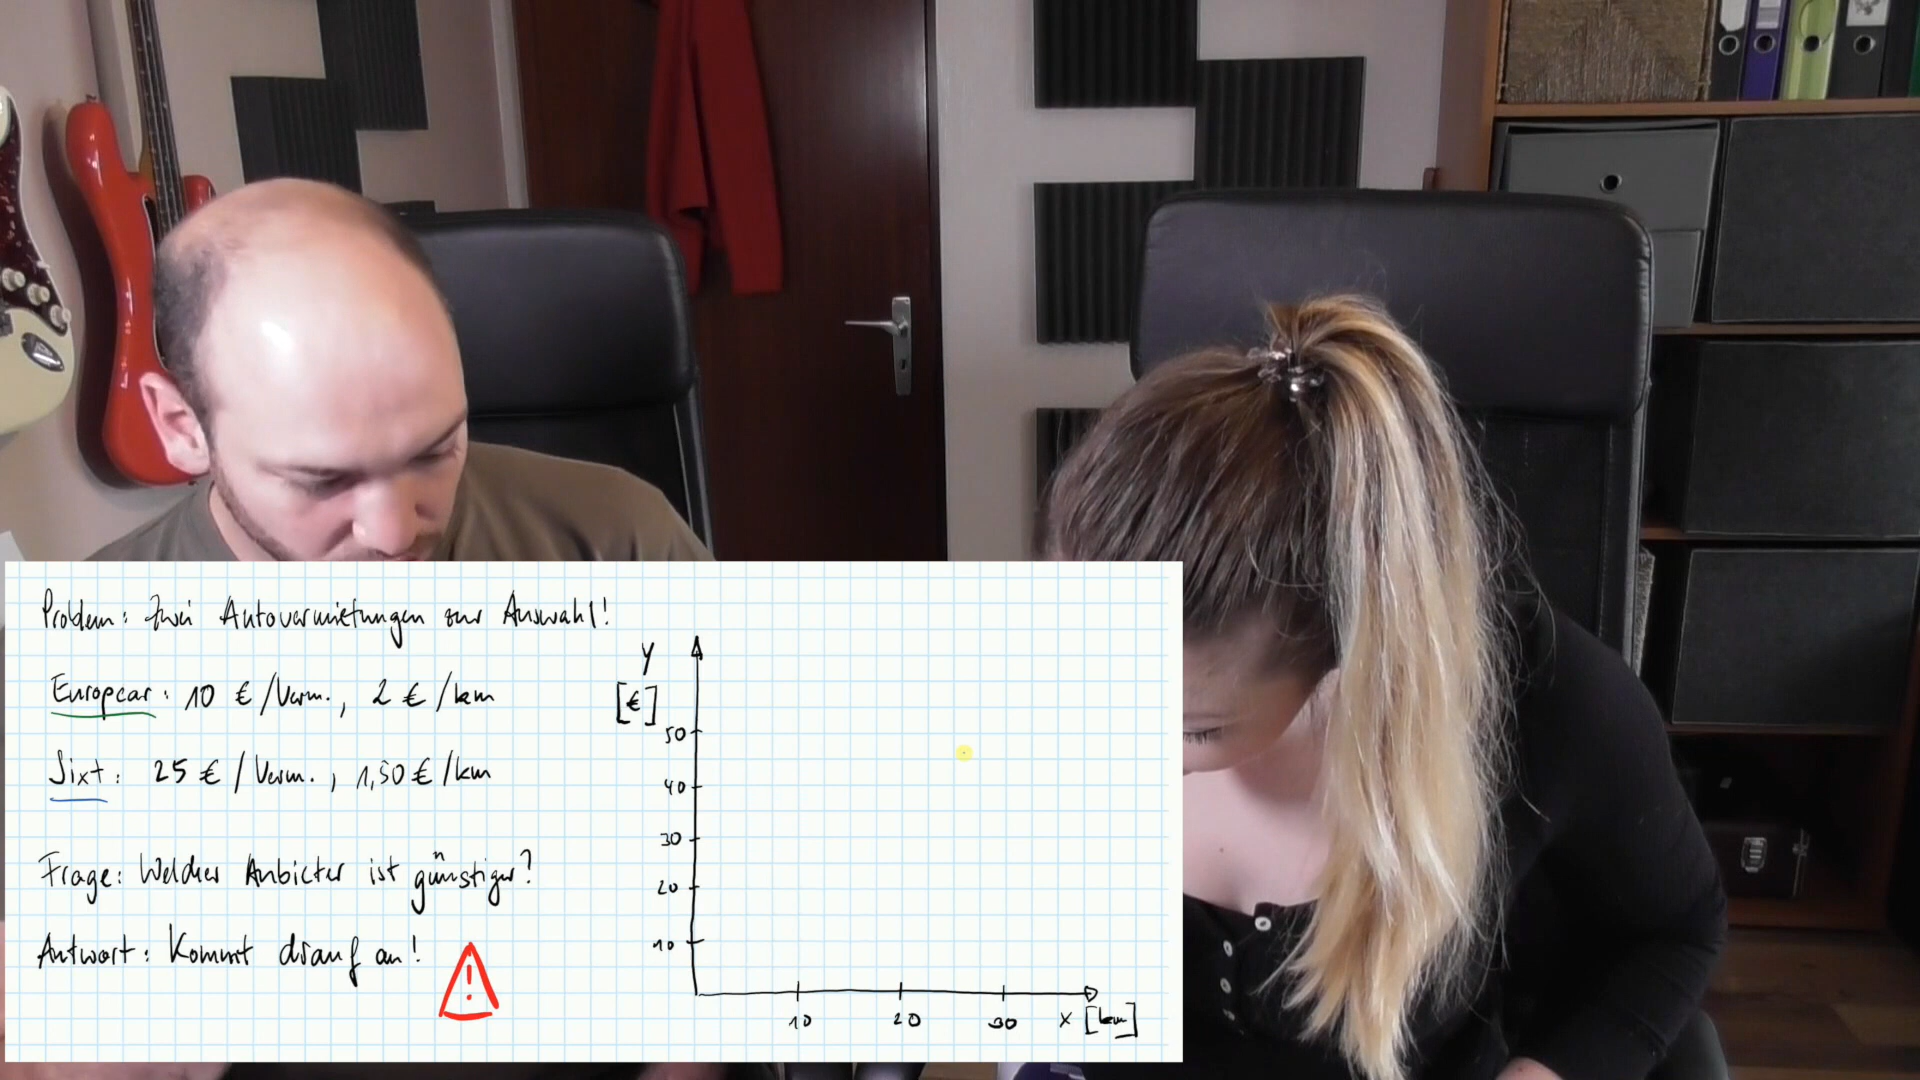 Problem: Zwei Autovermietungen zur Auswahl!
Europcar: 10 €/Verm., 2 €/km
Sixt: 25 €/Verm., 1,50 €/km
Frage: Welcher Anbieter ist günstiger?
Antwort: Kommt drauf an!
!
y
[€]
50
40
30
20
10
10 20 30 x [km]